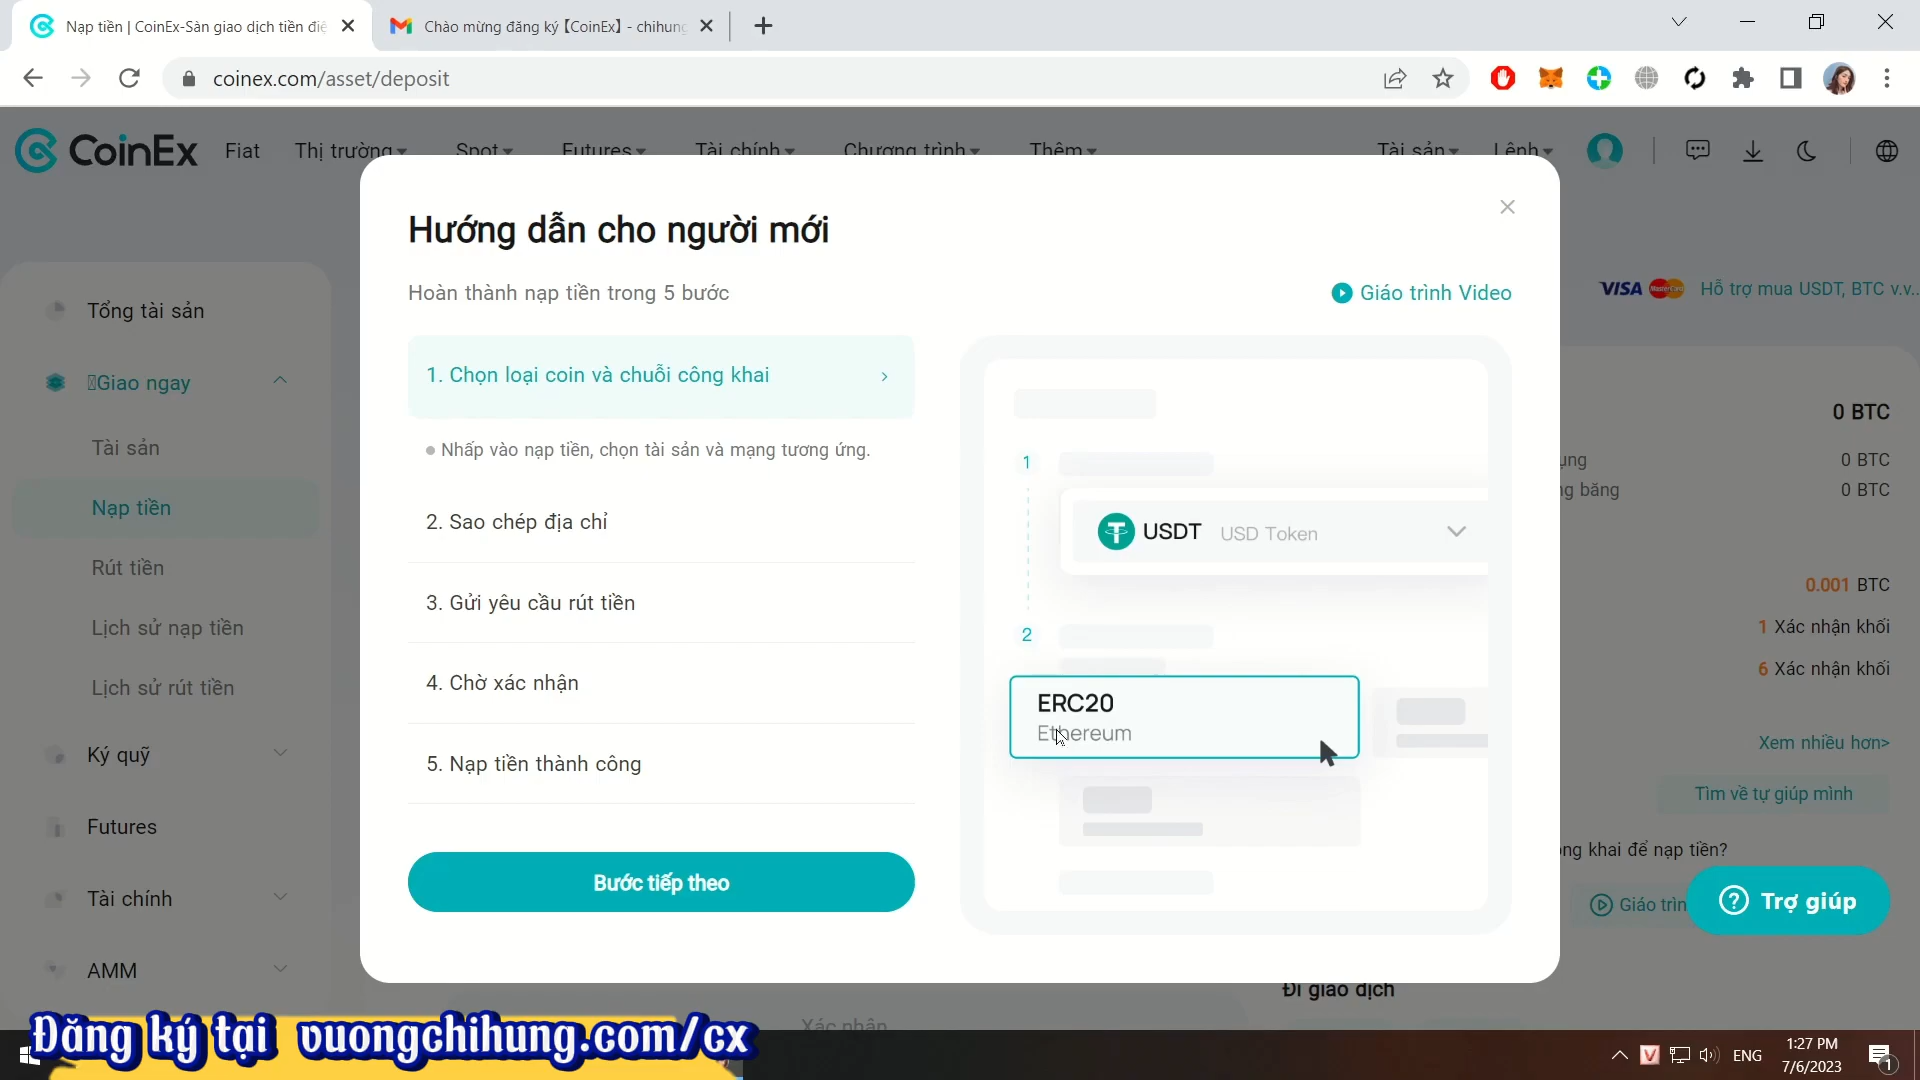 Nạp tiền | CoinEx-Sàn giao dịch tiền điệ
Chào mừng đăng ký 【CoinEx】 - chihung
coinex.com/asset/deposit
CoinEx
Fiat
Thị trường
Spot
Futures
Tài chính
Chương trình
Thêm
Tài sản
Lệnh
Hướng dẫn cho người mới
Hoàn thành nạp tiền trong 5 bước
Giáo trình Video
VISA
Hỗ trợ mua USDT, BTC v.v..
Tổng tài sản
Giao ngay
Tài sản
Nạp tiền
Rút tiền
Lịch sử nạp tiền
Lịch sử rút tiền
Ký quỹ
Futures
Tài chính
AMM
1. Chọn loại coin và chuỗi công khai
Nhấp vào nạp tiền, chọn tài sản và mạng tương ứng.
2. Sao chép địa chỉ
3. Gửi yêu cầu rút tiền
4. Chờ xác nhận
5. Nạp tiền thành công
Bước tiếp theo
1
USDT USD Token
2
ERC20
Ethereum
0 BTC
ụng 0 BTC
g băng 0 BTC
0.001 BTC
1 Xác nhận khối
6 Xác nhận khối
Xem nhiều hơn>
Tìm về tự giúp mình
ng khai để nạp tiền?
Giáo trìn
Trợ giúp
Đi giao dịch
Xác nhận
Đăng ký tại vuongchihung.com/cx
ENG
1:27 PM
7/6/2023
1